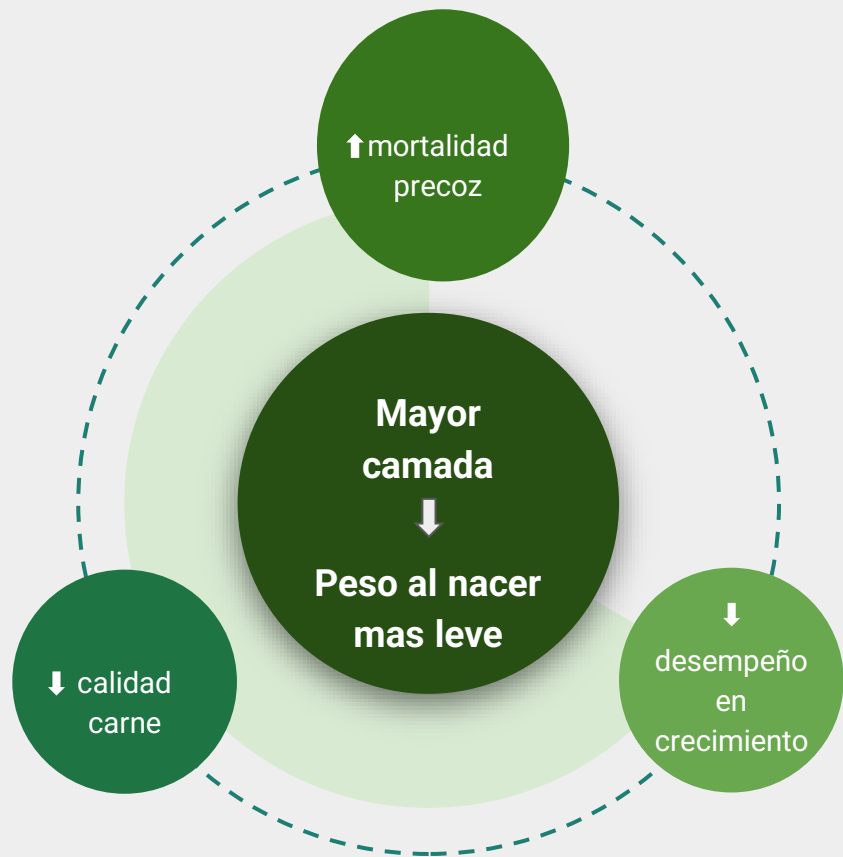 ⬆mortalidad
precoz
Mayor
camada
⬇
Peso al nacer
mas leve
⬇ calidad
carne
⬇
desempeño
en
crecimiento